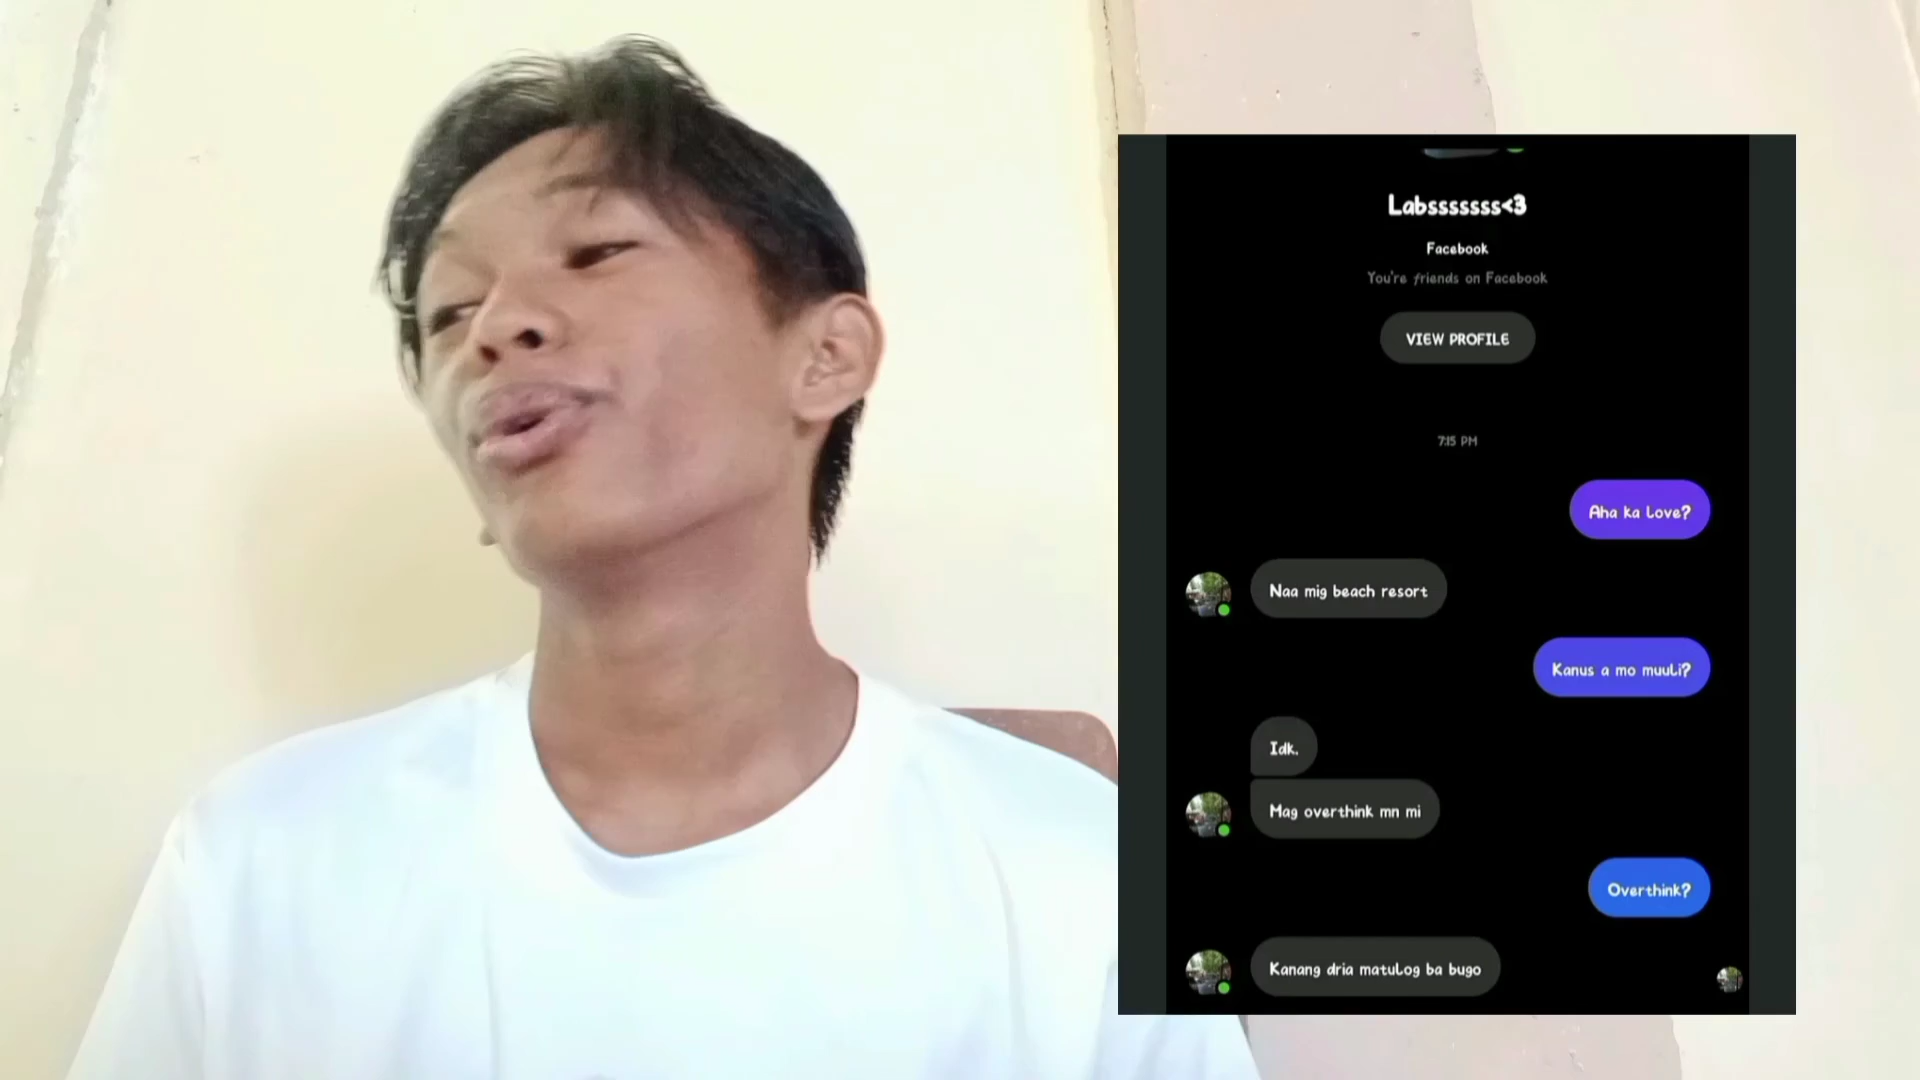 Labsssssss<3
Facebook
You're friends on Facebook
VIEW PROFILE
7:15 PM
Aha ka Love?
Naa mig beach resort
Kanus a mo muuli?
Idk.
Mag overthink mn mi
Overthink?
Kanang dria matulog ba bugo